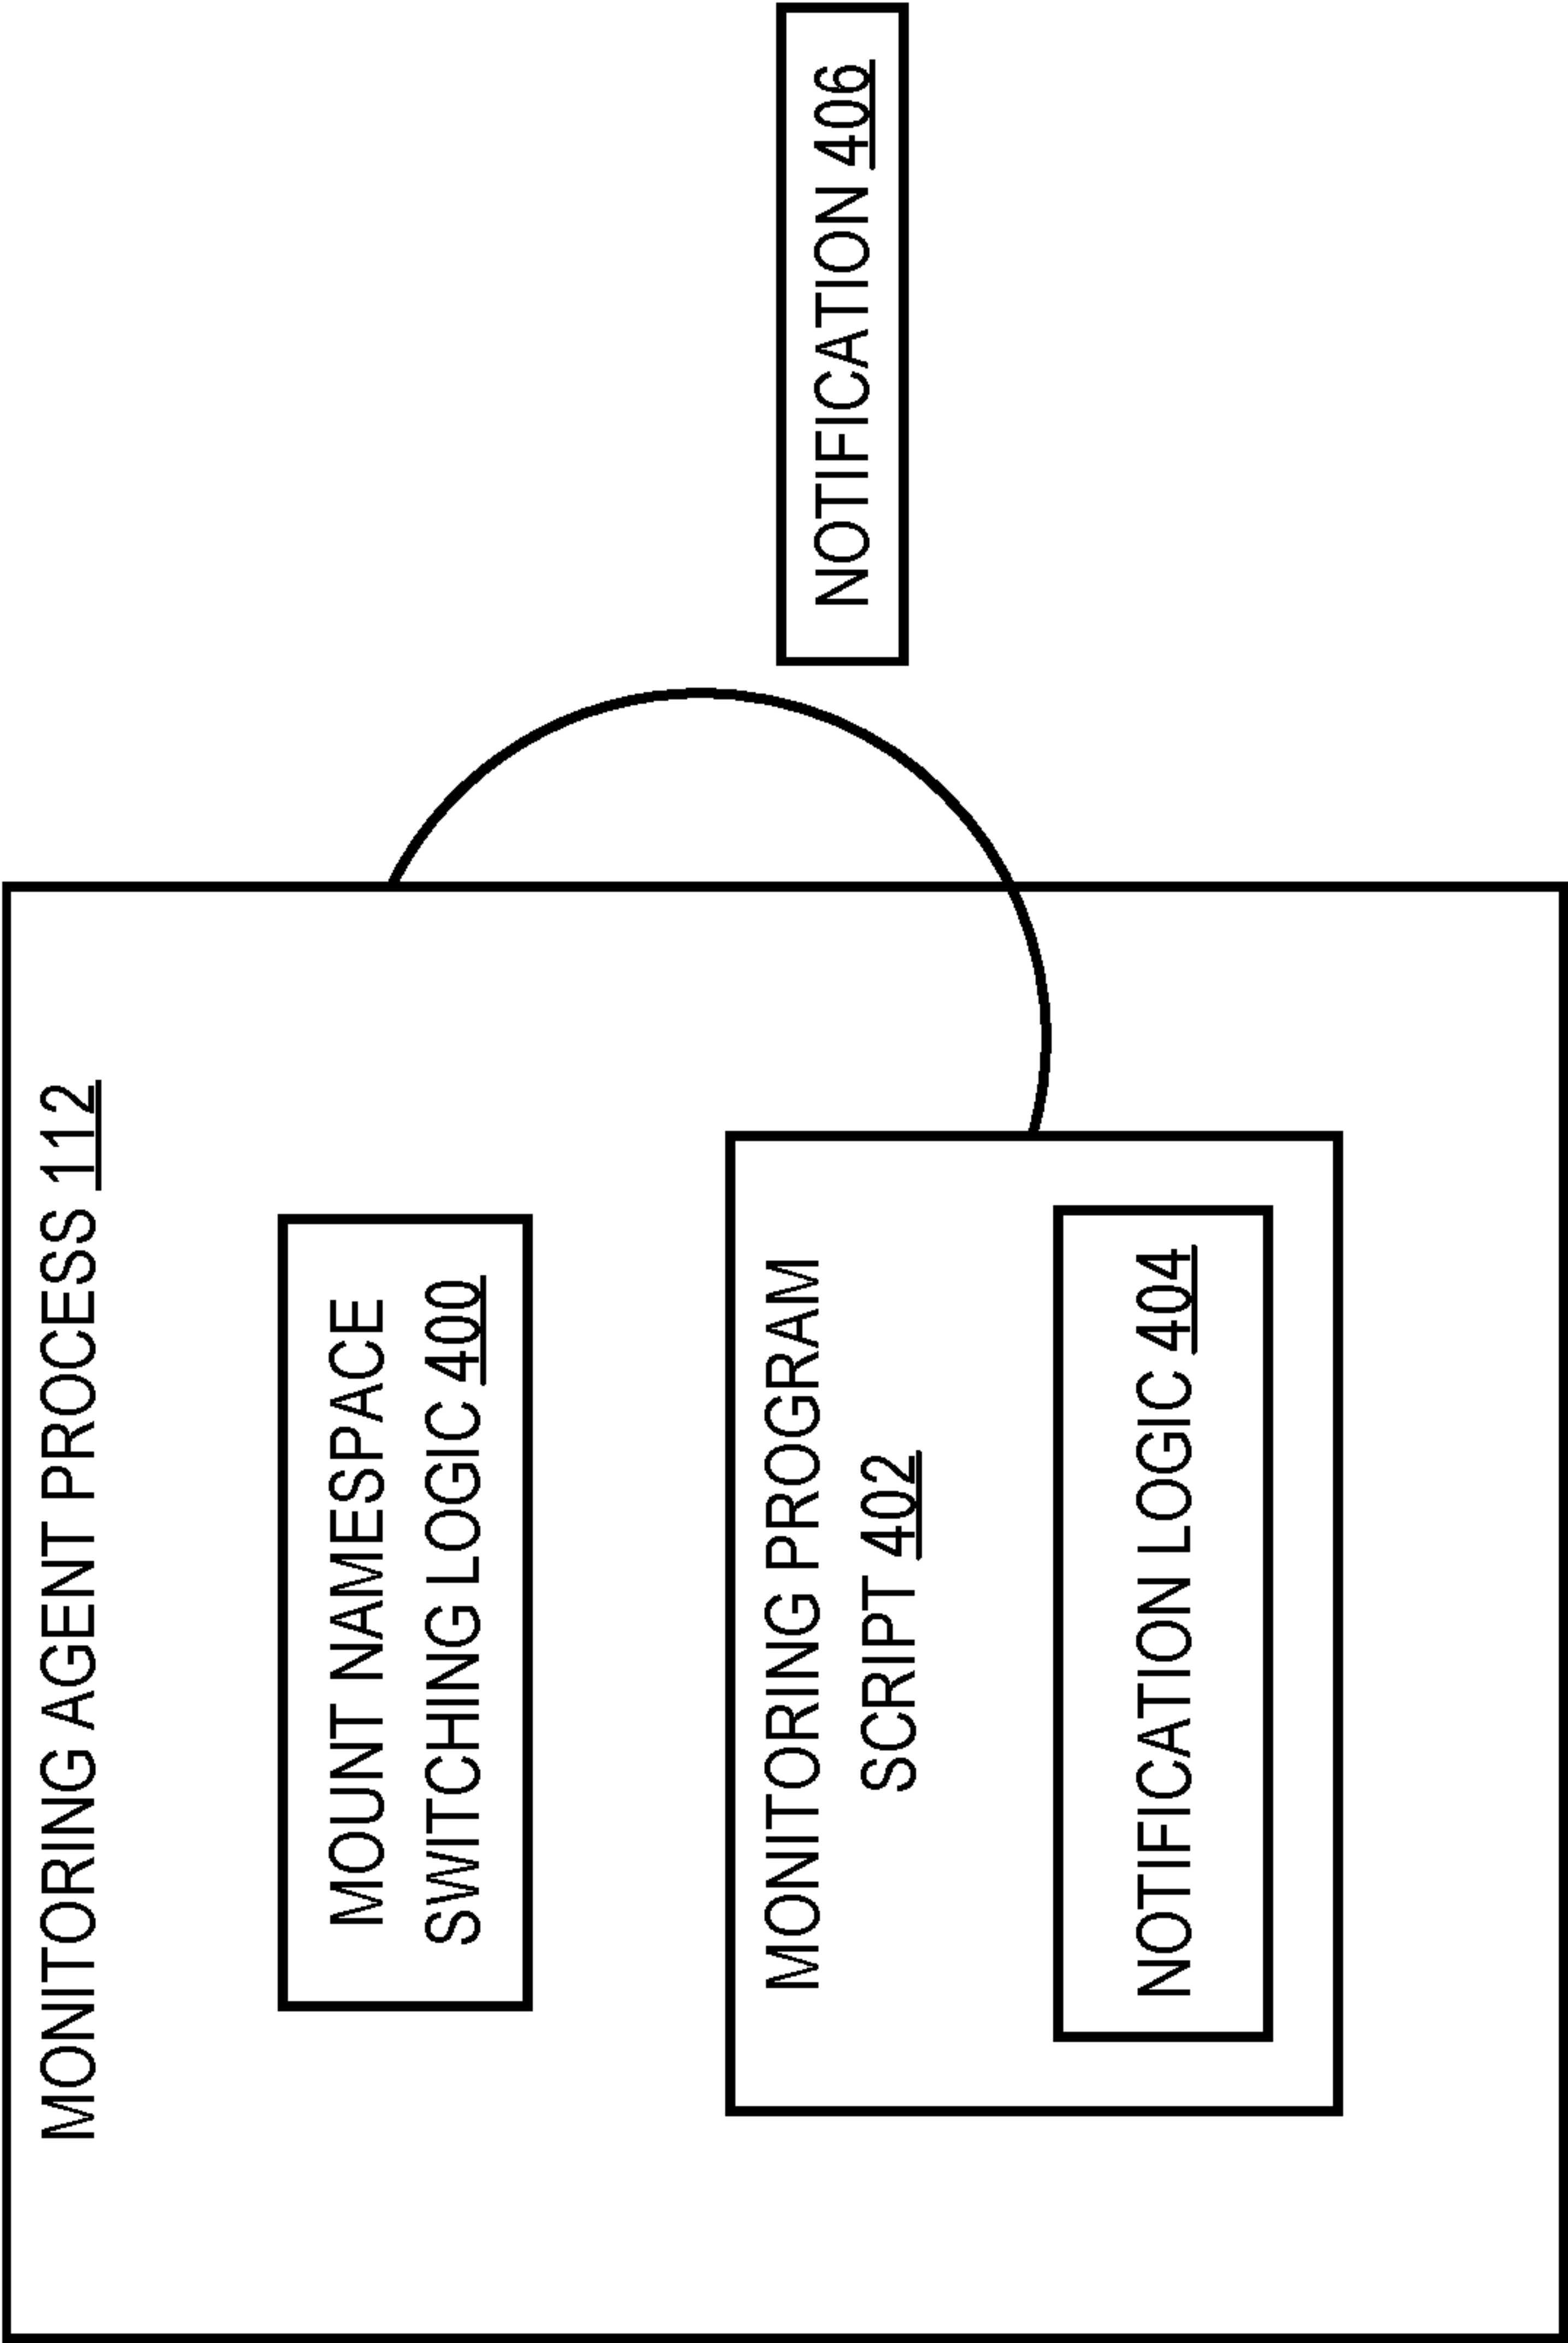 MONITORING AGENT PROCESS 112
MOUNT NAMESPACE
SWITCHING LOGIC 400
MONITORING PROGRAM
SCRIPT 402
NOTIFICATION LOGIC 404
NOTIFICATION 406